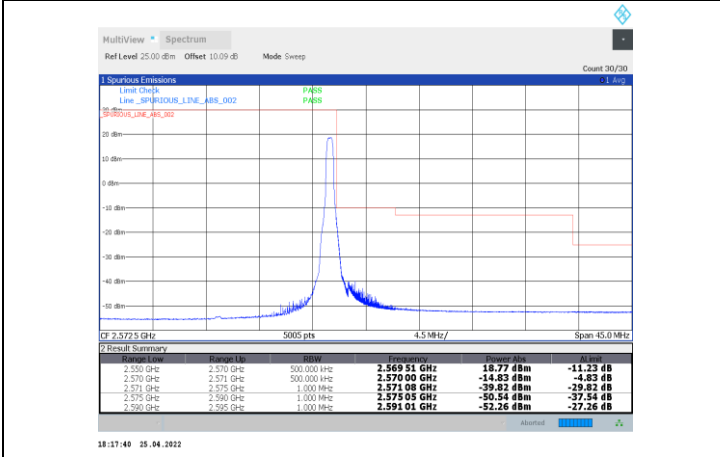 MultiView Spectrum
Ref Level 25.00 dBm Offset 10.09 dB Mode Sweep
Count 30/30
1 Spurious Emissions 1 Avg
Limit Check PASS
Line _SPURIOUS_LINE_ABS_002 PASS
_SPURIOUS_LINE_ABS_002
20 dBm
10 dBm
0 dBm
-10 dBm
-20 dBm
-30 dBm
-40 dBm
-50 dBm
CF 2.5725 GHz 5005 pts 4.5 MHz/ Span 45.0 MHz
2 Result Summary
Range Low Range Up RBW Frequency Power Abs ΔLimit
2.550 GHz 2.570 GHz 500.000 kHz 2.569 51 GHz 18.77 dBm -11.23 dB
2.570 GHz 2.571 GHz 500.000 kHz 2.570 00 GHz -14.83 dBm -4.83 dB
2.571 GHz 2.575 GHz 1.000 MHz 2.571 08 GHz -39.82 dBm -29.82 dB
2.575 GHz 2.590 GHz 1.000 MHz 2.575 05 GHz -50.54 dBm -37.54 dB
2.590 GHz 2.595 GHz 1.000 MHz 2.591 01 GHz -52.26 dBm -27.26 dB
Aborted
18:17:40 25.04.2022